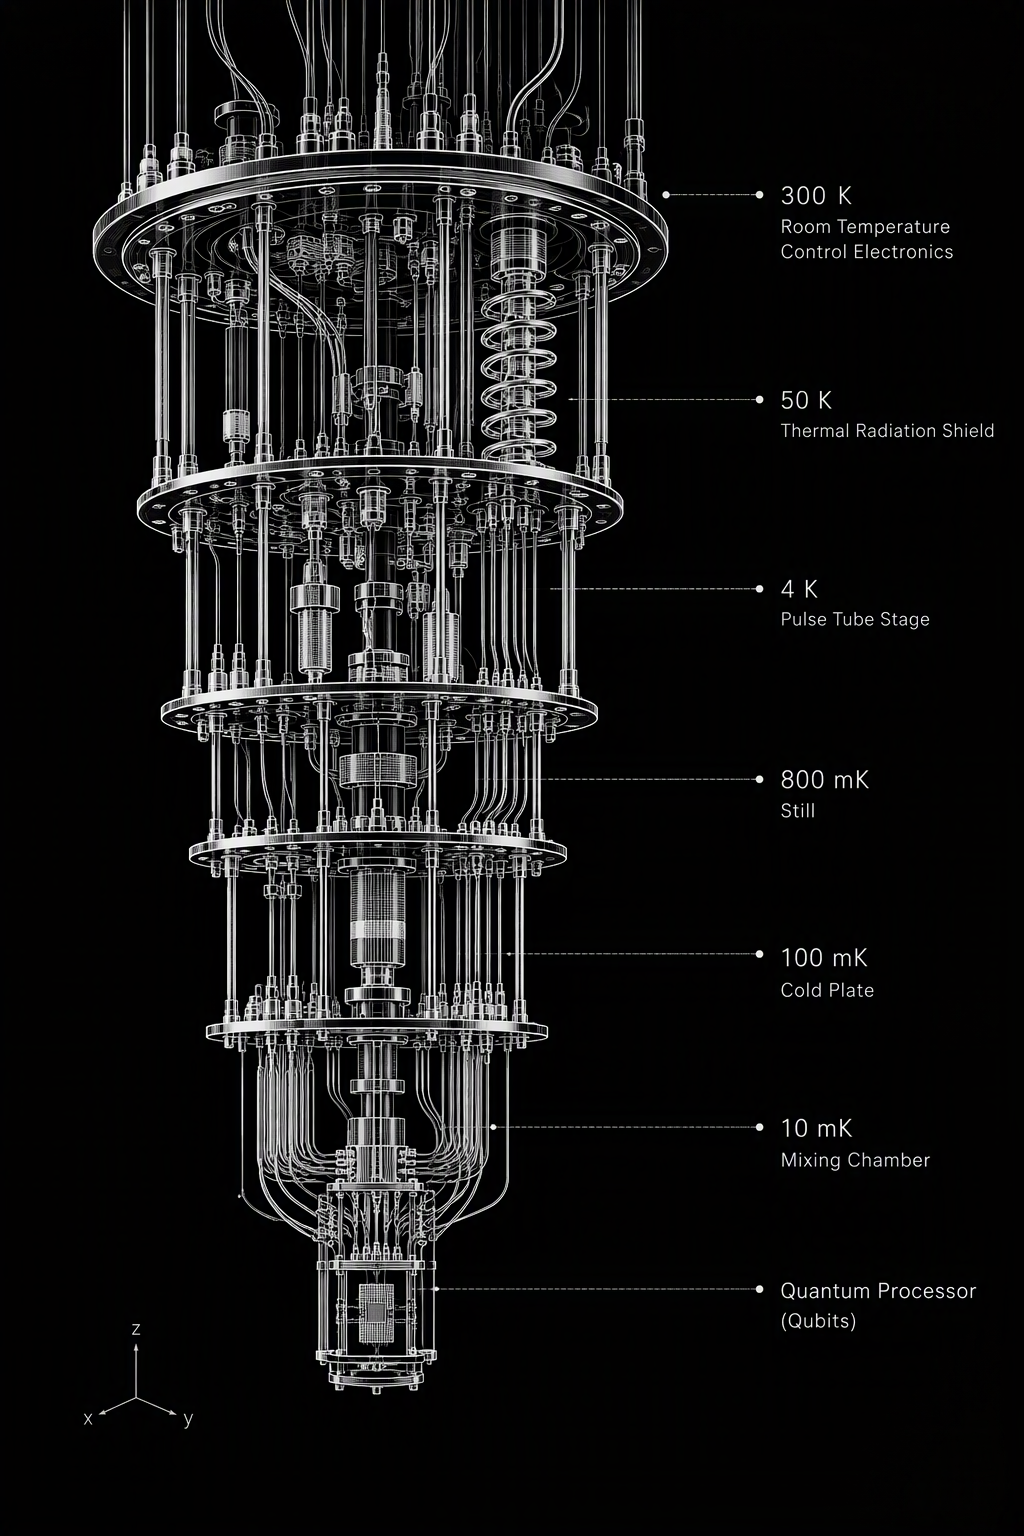 300 K
Room Temperature
Control Electronics
50 K
Thermal Radiation Shield
4 K
Pulse Tube Stage
800 mK
Still
100 mK
Cold Plate
10 mK
Mixing Chamber
Quantum Processor
(Qubits)
z
x
y